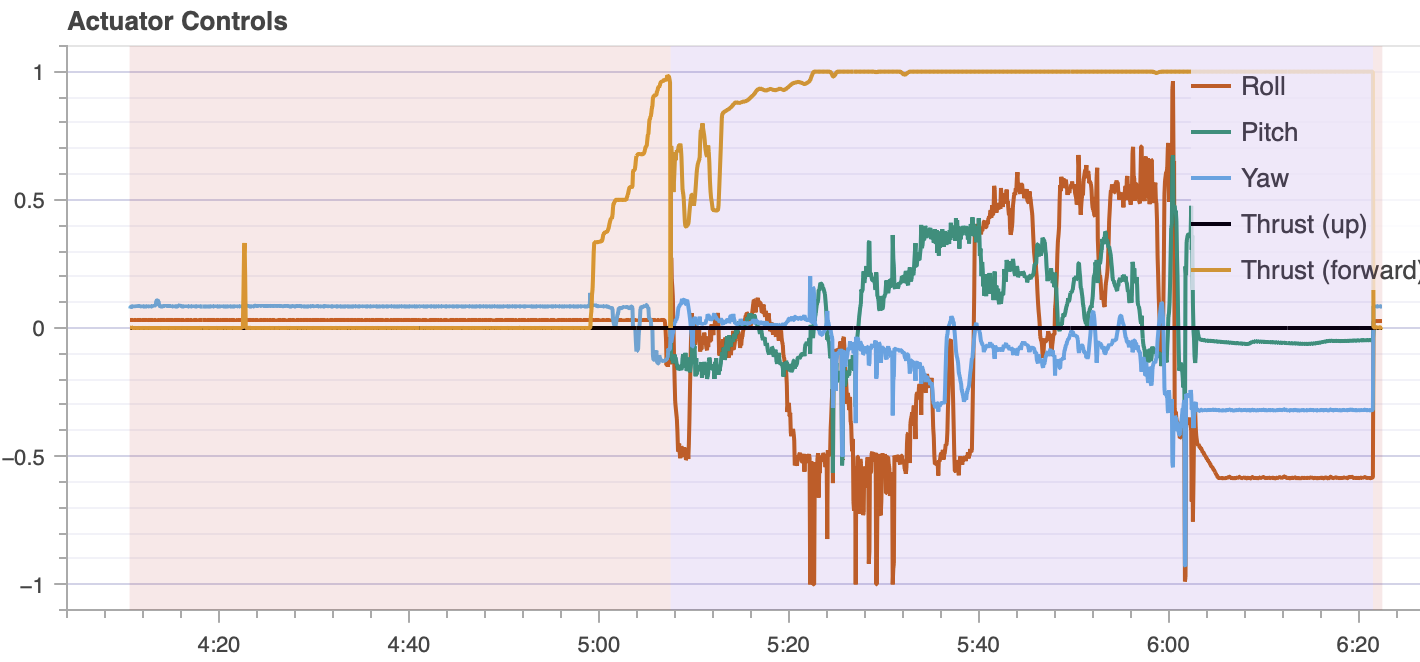 Actuator Controls
1
0.5
0
−0.5
−1
Roll
Pitch
Yaw
Thrust (up)
Thrust (forward)
4:20
4:40
5:00
5:20
5:40
6:00
6:20